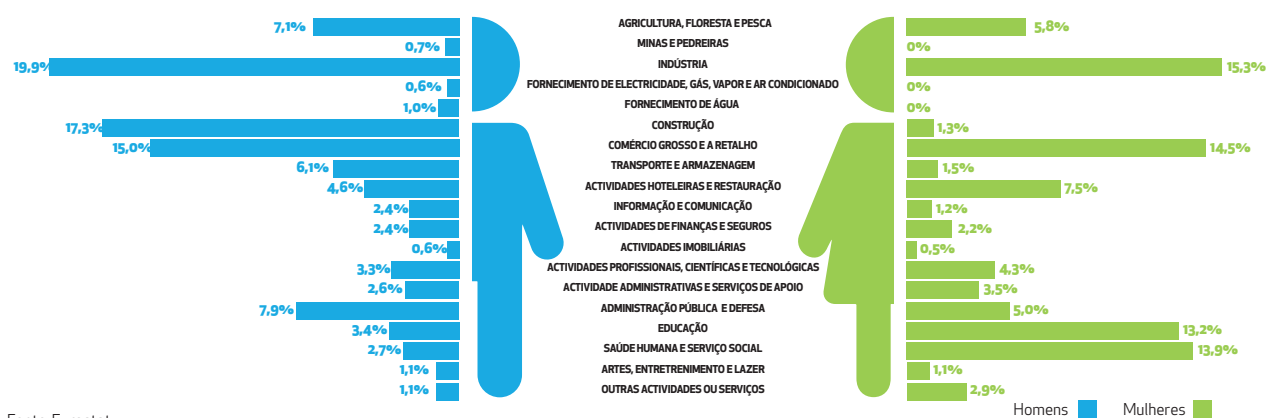 7,1% AGRICULTURA, FLORESTA E PESCA 5,8%
0,7% MINAS E PEDREIRAS 0%
19,9% INDÚSTRIA 15,3%
0,6% FORNECIMENTO DE ELECTRICIDADE, GÁS, VAPOR E AR CONDICIONADO 0%
1,0% FORNECIMENTO DE ÁGUA 0%
17,3% CONSTRUÇÃO 1,3%
15,0% COMÉRCIO GROSSO E A RETALHO 14,5%
6,1% TRANSPORTE E ARMAZENAGEM 1,5%
4,6% ACTIVIDADES HOTELEIRAS E RESTAURAÇÃO 7,5%
2,4% INFORMAÇÃO E COMUNICAÇÃO 1,2%
2,4% ACTIVIDADES DE FINANÇAS E SEGUROS 2,2%
0,6% ACTIVIDADES IMOBILIÁRIAS 0,5%
3,3% ACTIVIDADES PROFISSIONAIS, CIENTÍFICAS E TECNOLÓGICAS 4,3%
2,6% ACTIVIDADE ADMINISTRATIVAS E SERVIÇOS DE APOIO 3,5%
7,9% ADMINISTRAÇÃO PÚBLICA E DEFESA 5,0%
3,4% EDUCAÇÃO 13,2%
2,7% SAÚDE HUMANA E SERVIÇO SOCIAL 13,9%
1,1% ARTES, ENTRETRENIMENTO E LAZER 1,1%
1,1% OUTRAS ACTIVIDADES OU SERVIÇOS 2,9%
Homens Mulheres